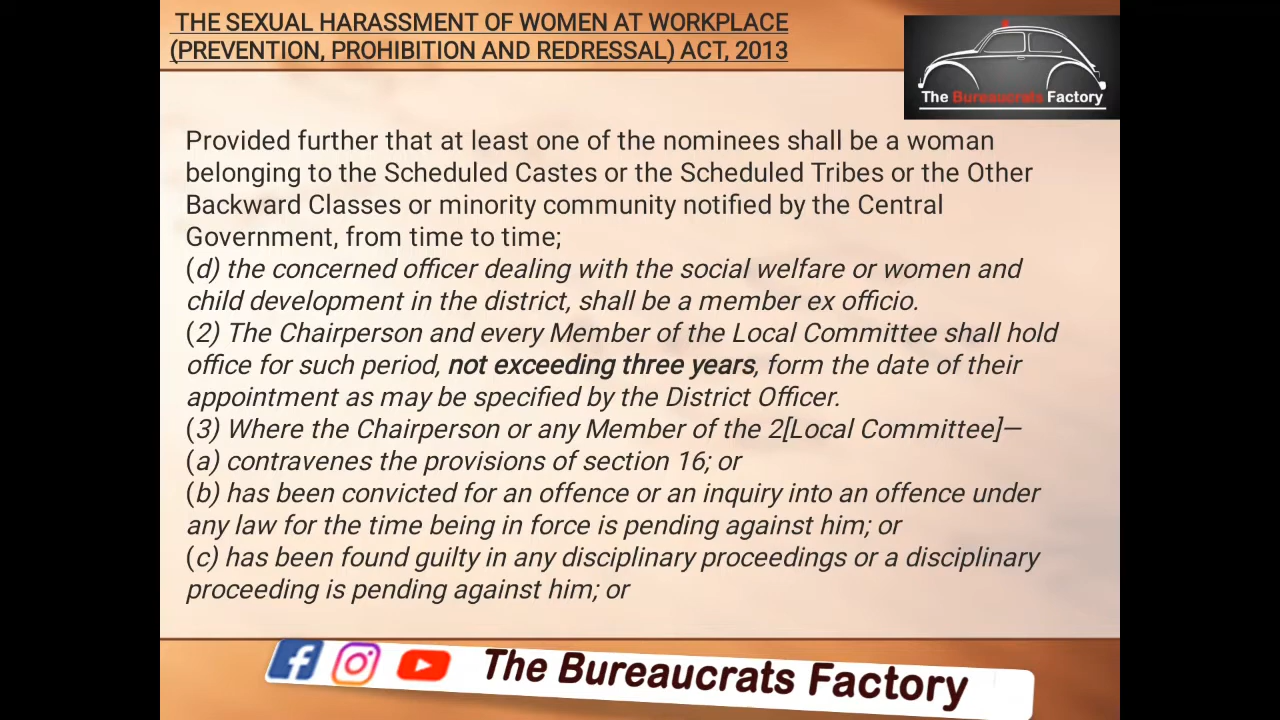 THE SEXUAL HARASSMENT OF WOMEN AT WORKPLACE
(PREVENTION, PROHIBITION AND REDRESSAL) ACT, 2013
The Bureaucrats Factory
Provided further that at least one of the nominees shall be a woman
belonging to the Scheduled Castes or the Scheduled Tribes or the Other
Backward Classes or minority community notified by the Central
Government, from time to time;
(d) the concerned officer dealing with the social welfare or women and
child development in the district, shall be a member ex officio.
(2) The Chairperson and every Member of the Local Committee shall hold
office for such period, not exceeding three years, form the date of their
appointment as may be specified by the District Officer.
(3) Where the Chairperson or any Member of the 2[Local Committee]—
(a) contravenes the provisions of section 16; or
(b) has been convicted for an offence or an inquiry into an offence under
any law for the time being in force is pending against him; or
(c) has been found guilty in any disciplinary proceedings or a disciplinary
proceeding is pending against him; or
The Bureaucrats Factory